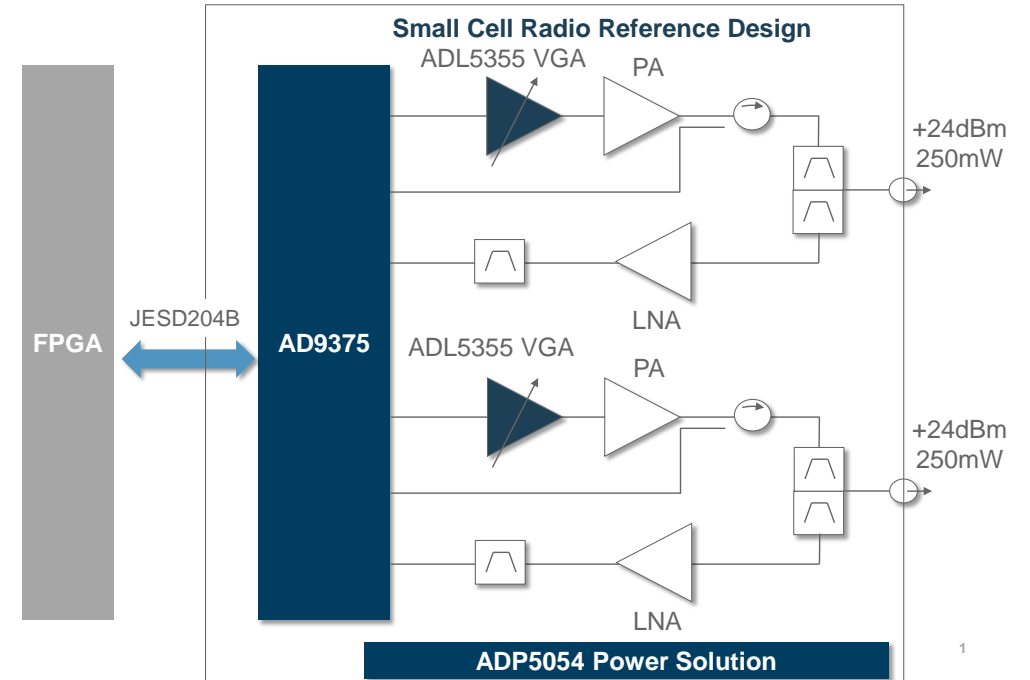 Small Cell Radio Reference Design
ADL5355 VGA
PA
+24dBm
250mW
LNA
JESD204B
FPGA
AD9375
ADL5355 VGA
PA
+24dBm
250mW
LNA
ADP5054 Power Solution
1